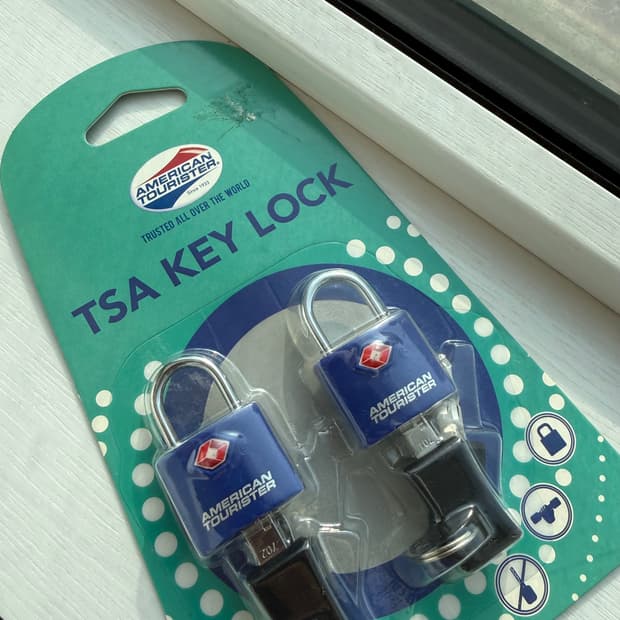 AMERICAN
TOURISTER®
Since 1933
TRUSTED ALL OVER THE WORLD
TSA KEY LOCK
AMERICAN
TOURISTER
AMERICAN
TOURISTER